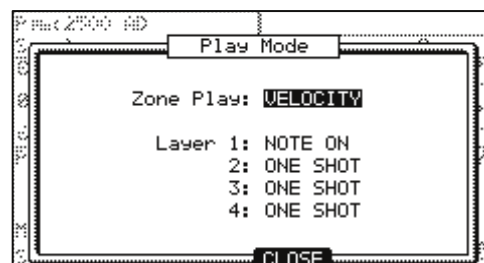 Play Mode
Zone Play: VELOCITY
Layer 1: NOTE ON
2: ONE SHOT
3: ONE SHOT
4: ONE SHOT
CLOSE